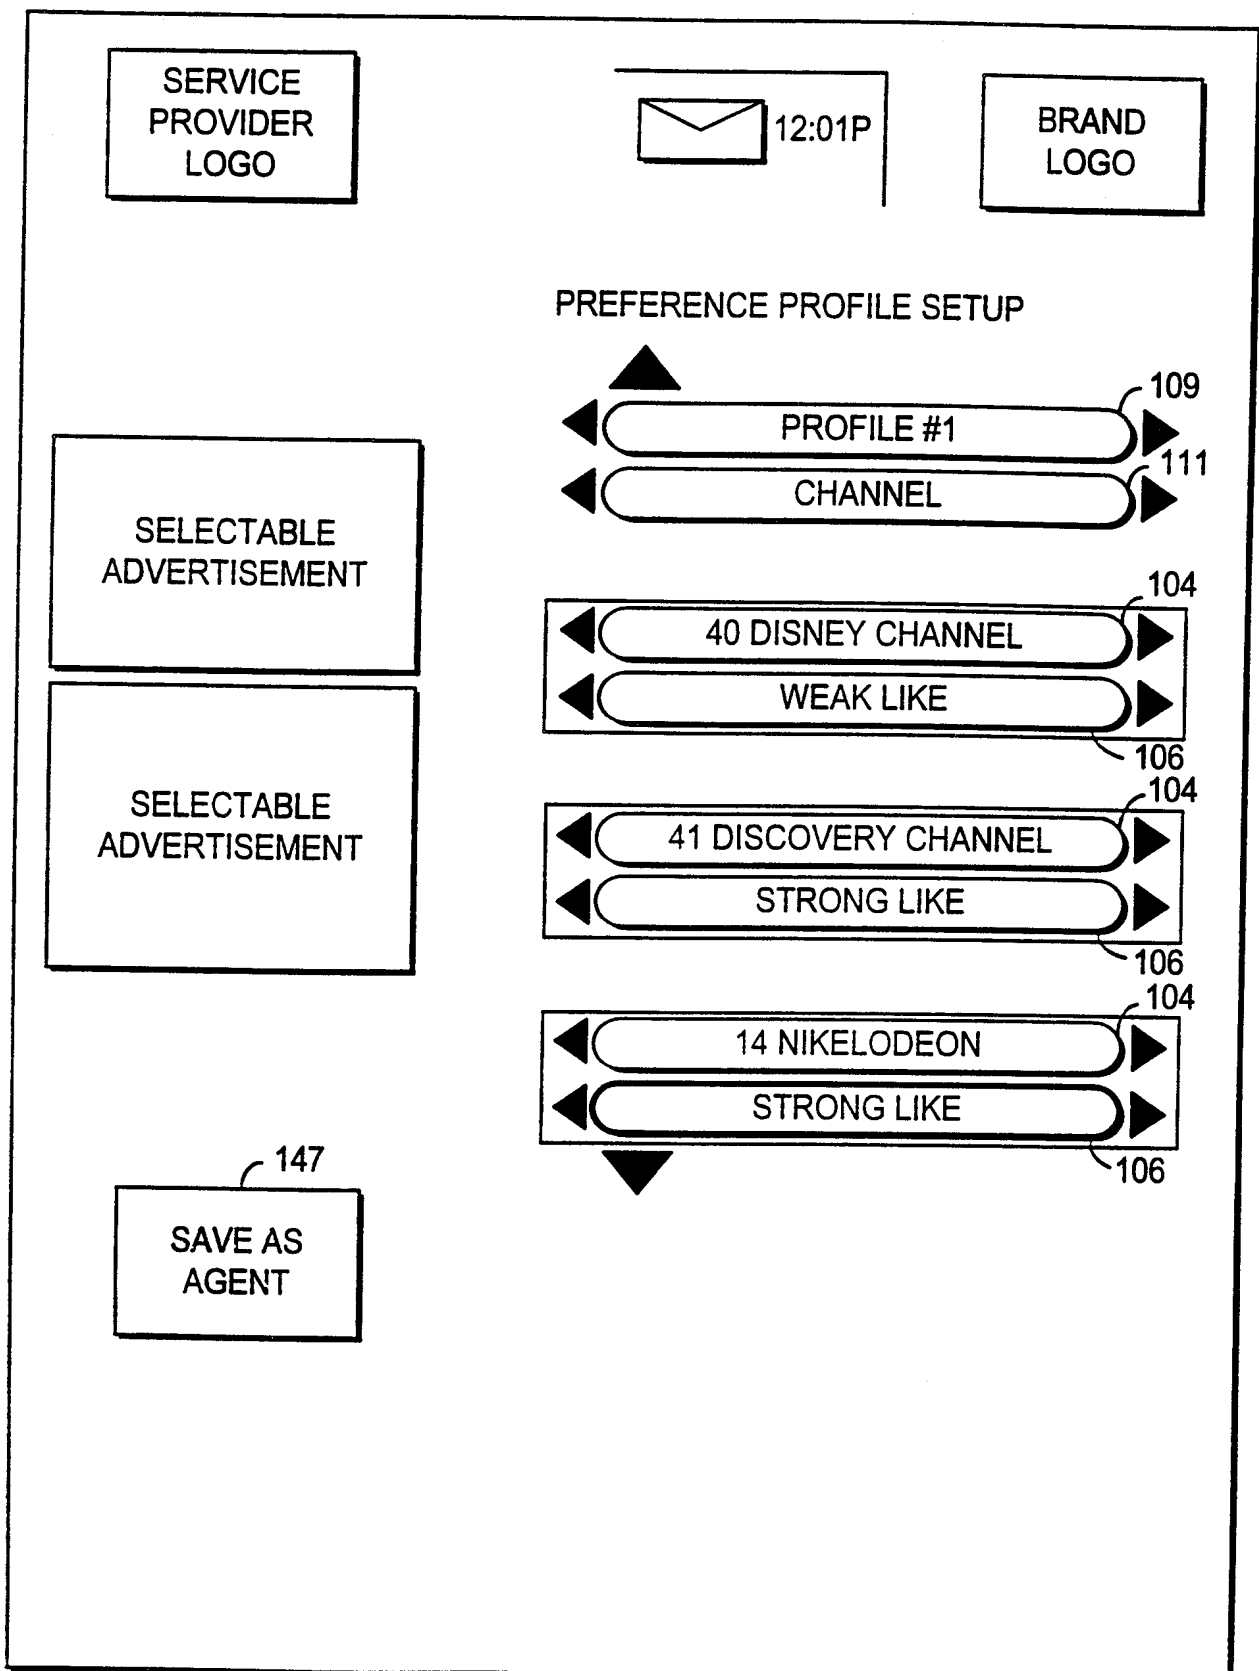 SERVICE
PROVIDER
LOGO
12:01P
BRAND
LOGO
PREFERENCE PROFILE SETUP
109
PROFILE #1
111
CHANNEL
SELECTABLE
ADVERTISEMENT
104
40 DISNEY CHANNEL
WEAK LIKE
106
SELECTABLE
ADVERTISEMENT
104
41 DISCOVERY CHANNEL
STRONG LIKE
106
104
14 NIKELODEON
STRONG LIKE
106
147
SAVE AS
AGENT